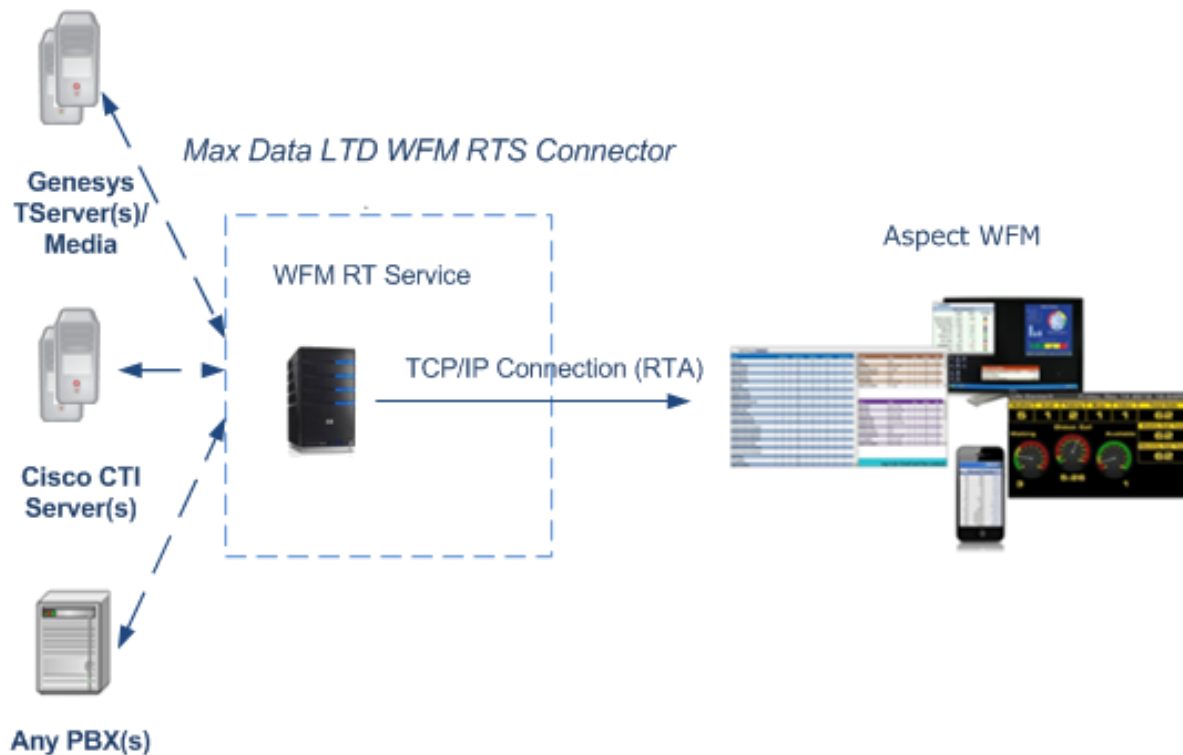 Max Data LTD WFM RTS Connector
Genesys
TServer(s)/
Media
WFM RT Service
Aspect WFM
TCP/IP Connection (RTA)
Cisco CTI
Server(s)
Any PBX(s)